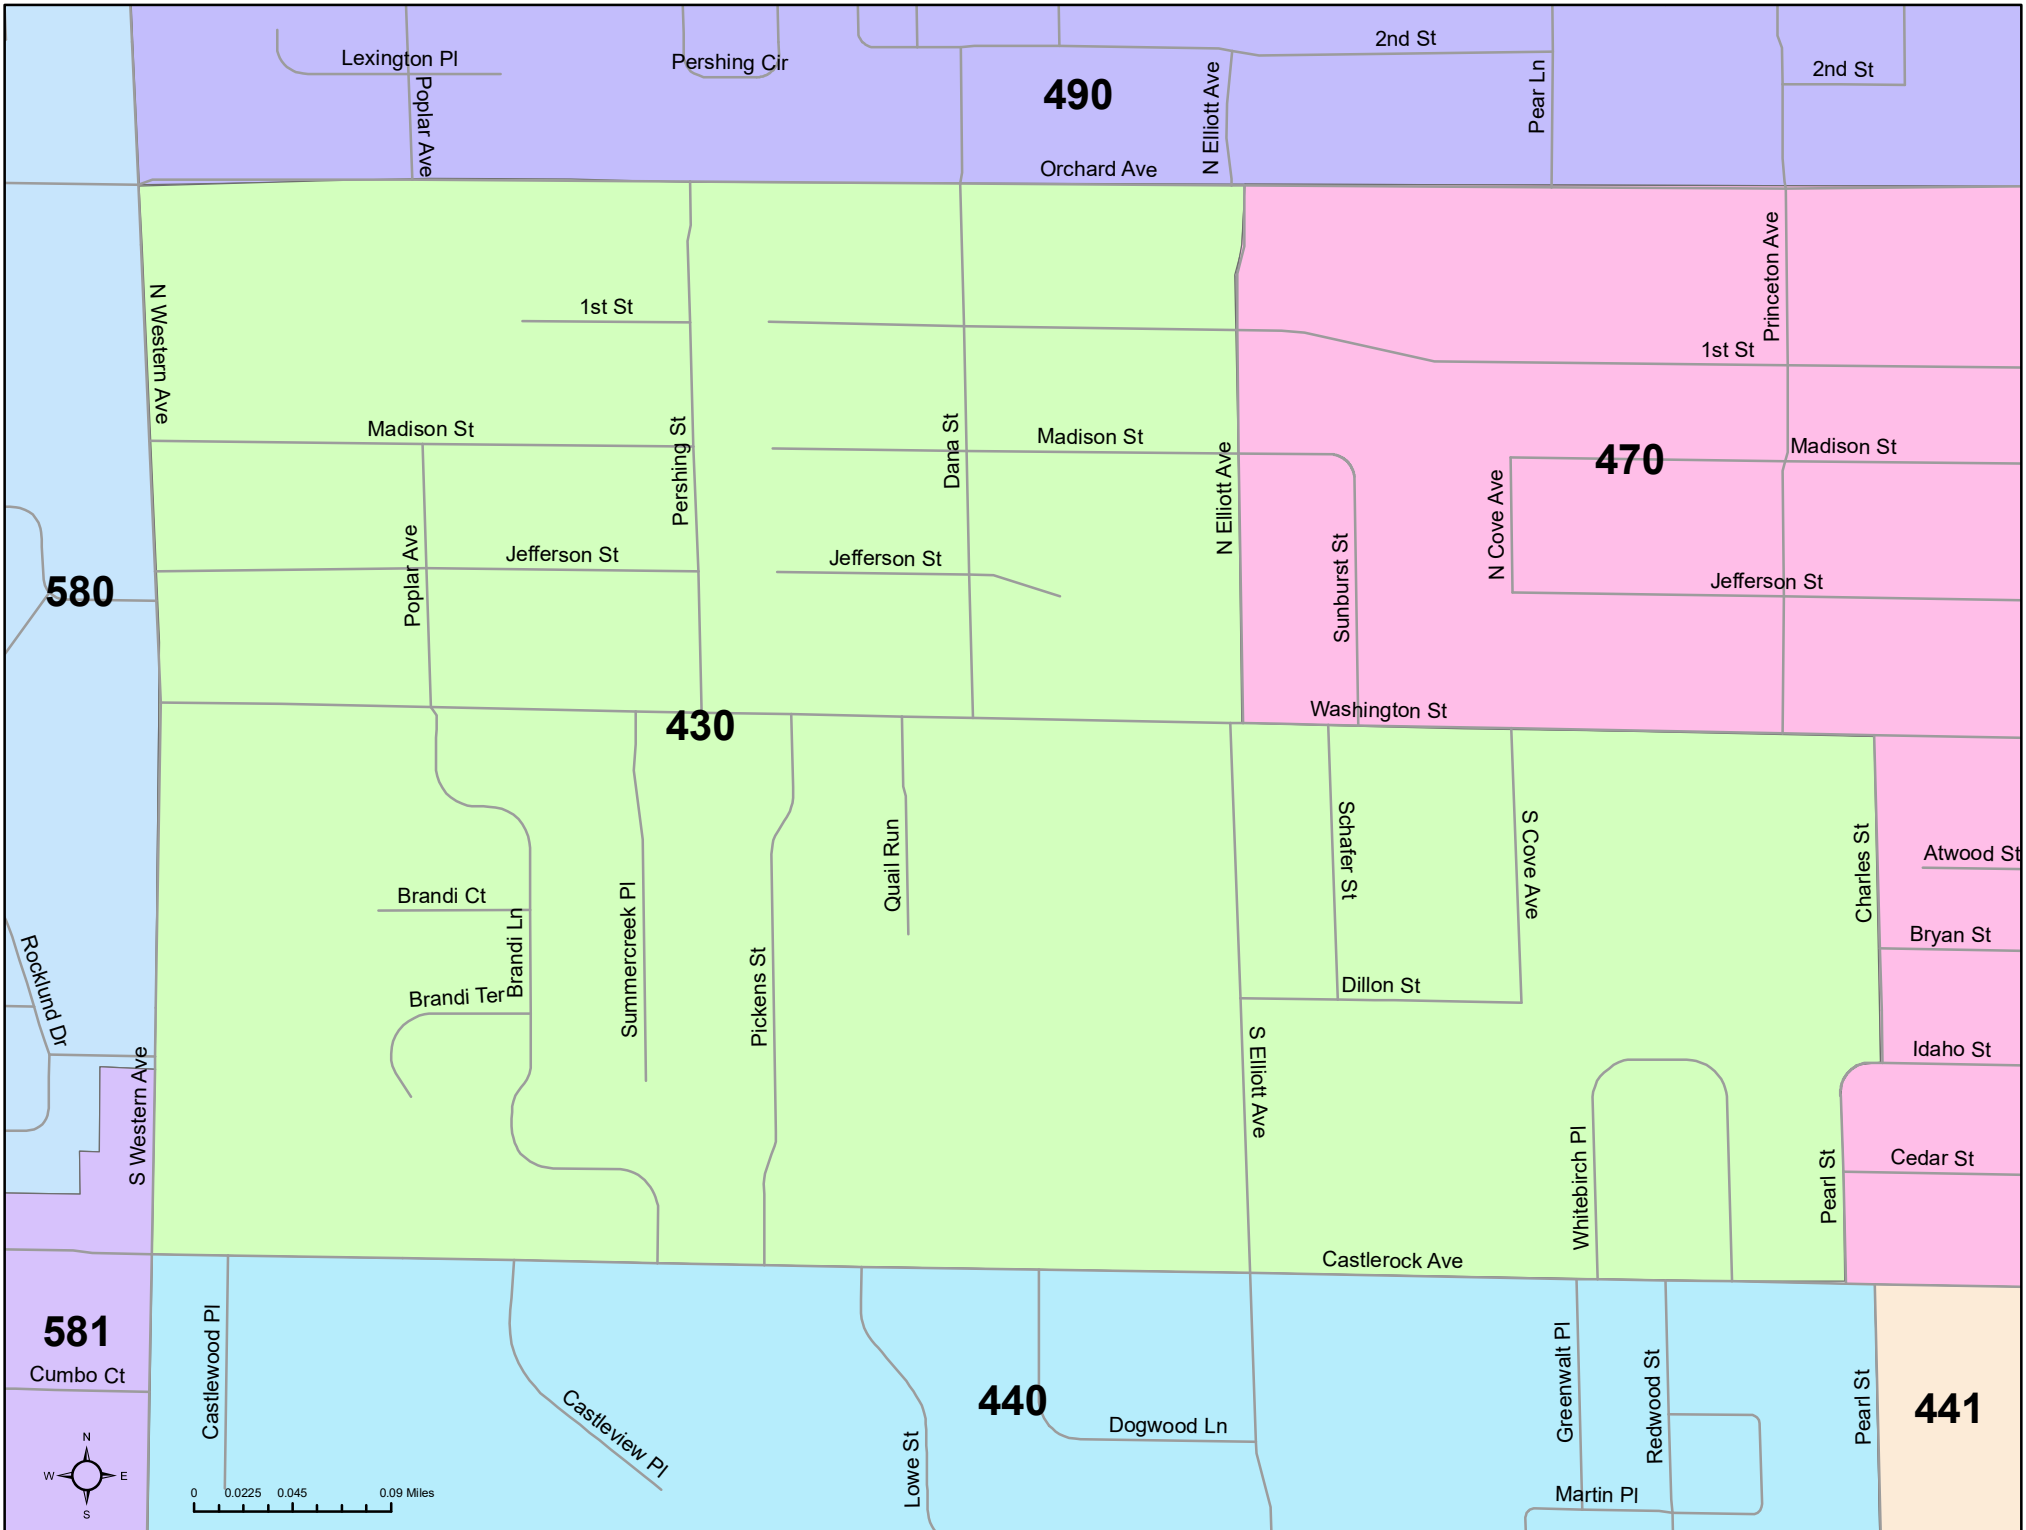 2nd St
Lexington Pl
Pershing Cir
2nd St
490
Poplar Ave
N Elliott Ave
Pear Ln
Orchard Ave
Princeton Ave
N Western Ave
1st St
1st St
Madison St
Pershing St
Dana St
Madison St
N Elliott Ave
470
Madison St
N Cove Ave
Poplar Ave
Jefferson St
Jefferson St
Sunburst St
Jefferson St
580
430
Washington St
Quail Run
Schafer St
S Cove Ave
Charles St
Atwood St
Brandi Ct
Brandi Ln
Summercreek Pl
Pickens St
Bryan St
Rocklund Dr
Brandi Ter
Dillon St
S Western Ave
S Elliott Ave
Idaho St
Whitebirch Pl
Pearl St
Cedar St
Castlerock Ave
581
Cumbo Ct
Castlewood Pl
Castleview Pl
440
Lowe St
Dogwood Ln
Greenwalt Pl
Redwood St
Pearl St
441
Martin Pl
N
W E
S
0 0.0225 0.045 0.09 Miles